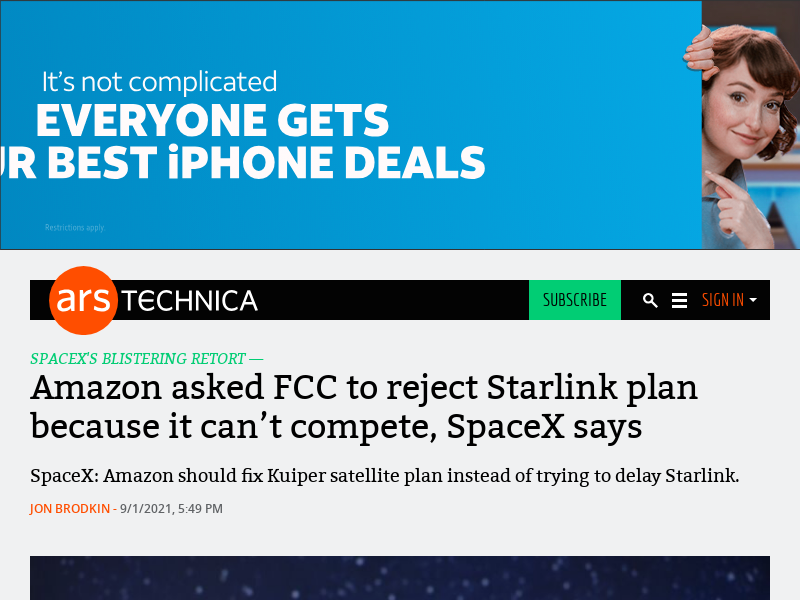 It's not complicated
EVERYONE GETS
UR BEST iPHONE DEALS
Restrictions apply.
ars TECHNICA
SUBSCRIBE
SIGN IN
SPACEX'S BLISTERING RETORT —
Amazon asked FCC to reject Starlink plan
because it can't compete, SpaceX says
SpaceX: Amazon should fix Kuiper satellite plan instead of trying to delay Starlink.
JON BRODKIN - 9/1/2021, 5:49 PM